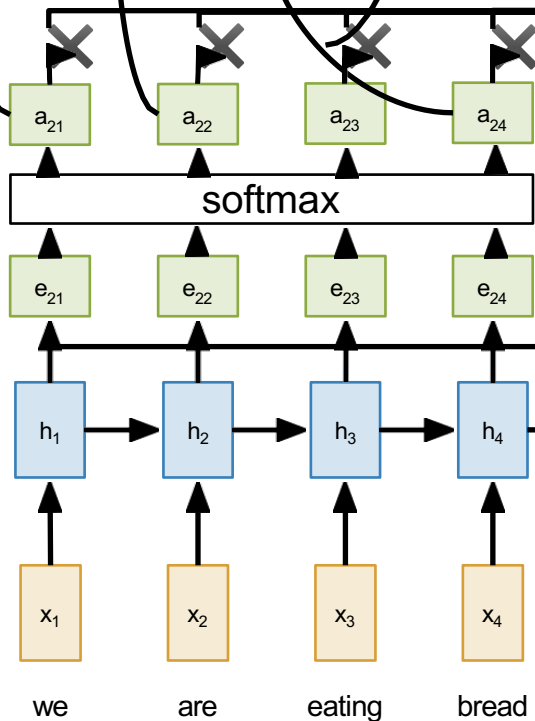 a₂₁ a₂₂ a₂₃ a₂₄
softmax
e₂₁ e₂₂ e₂₃ e₂₄
h₁ h₂ h₃ h₄
x₁ x₂ x₃ x₄
we are eating bread